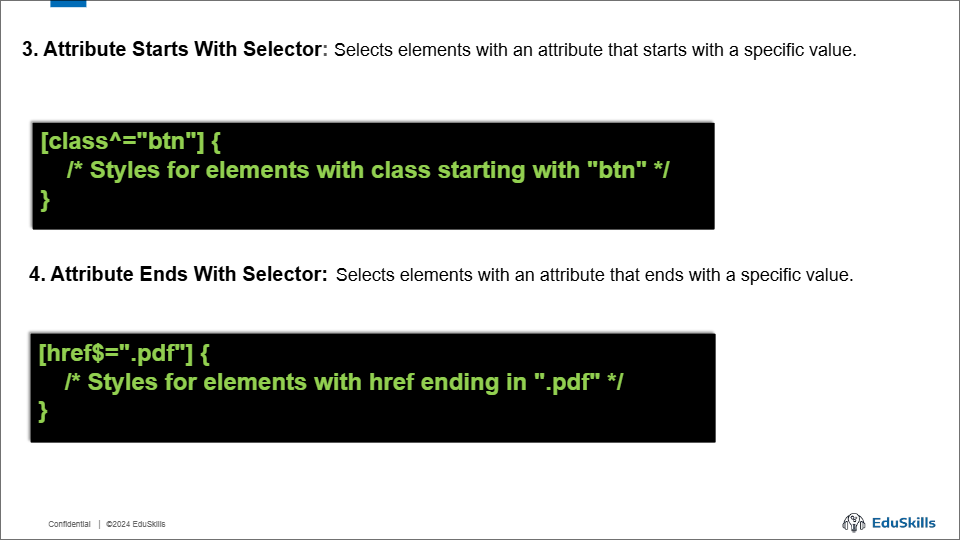 3. Attribute Starts With Selector: Selects elements with an attribute that starts with a specific value.
[class^="btn"] {
    /* Styles for elements with class starting with "btn" */
}
4. Attribute Ends With Selector: Selects elements with an attribute that ends with a specific value.
[href$=".pdf"] {
    /* Styles for elements with href ending in ".pdf" */
}
Confidential | ©2024 EduSkills
EduSkills